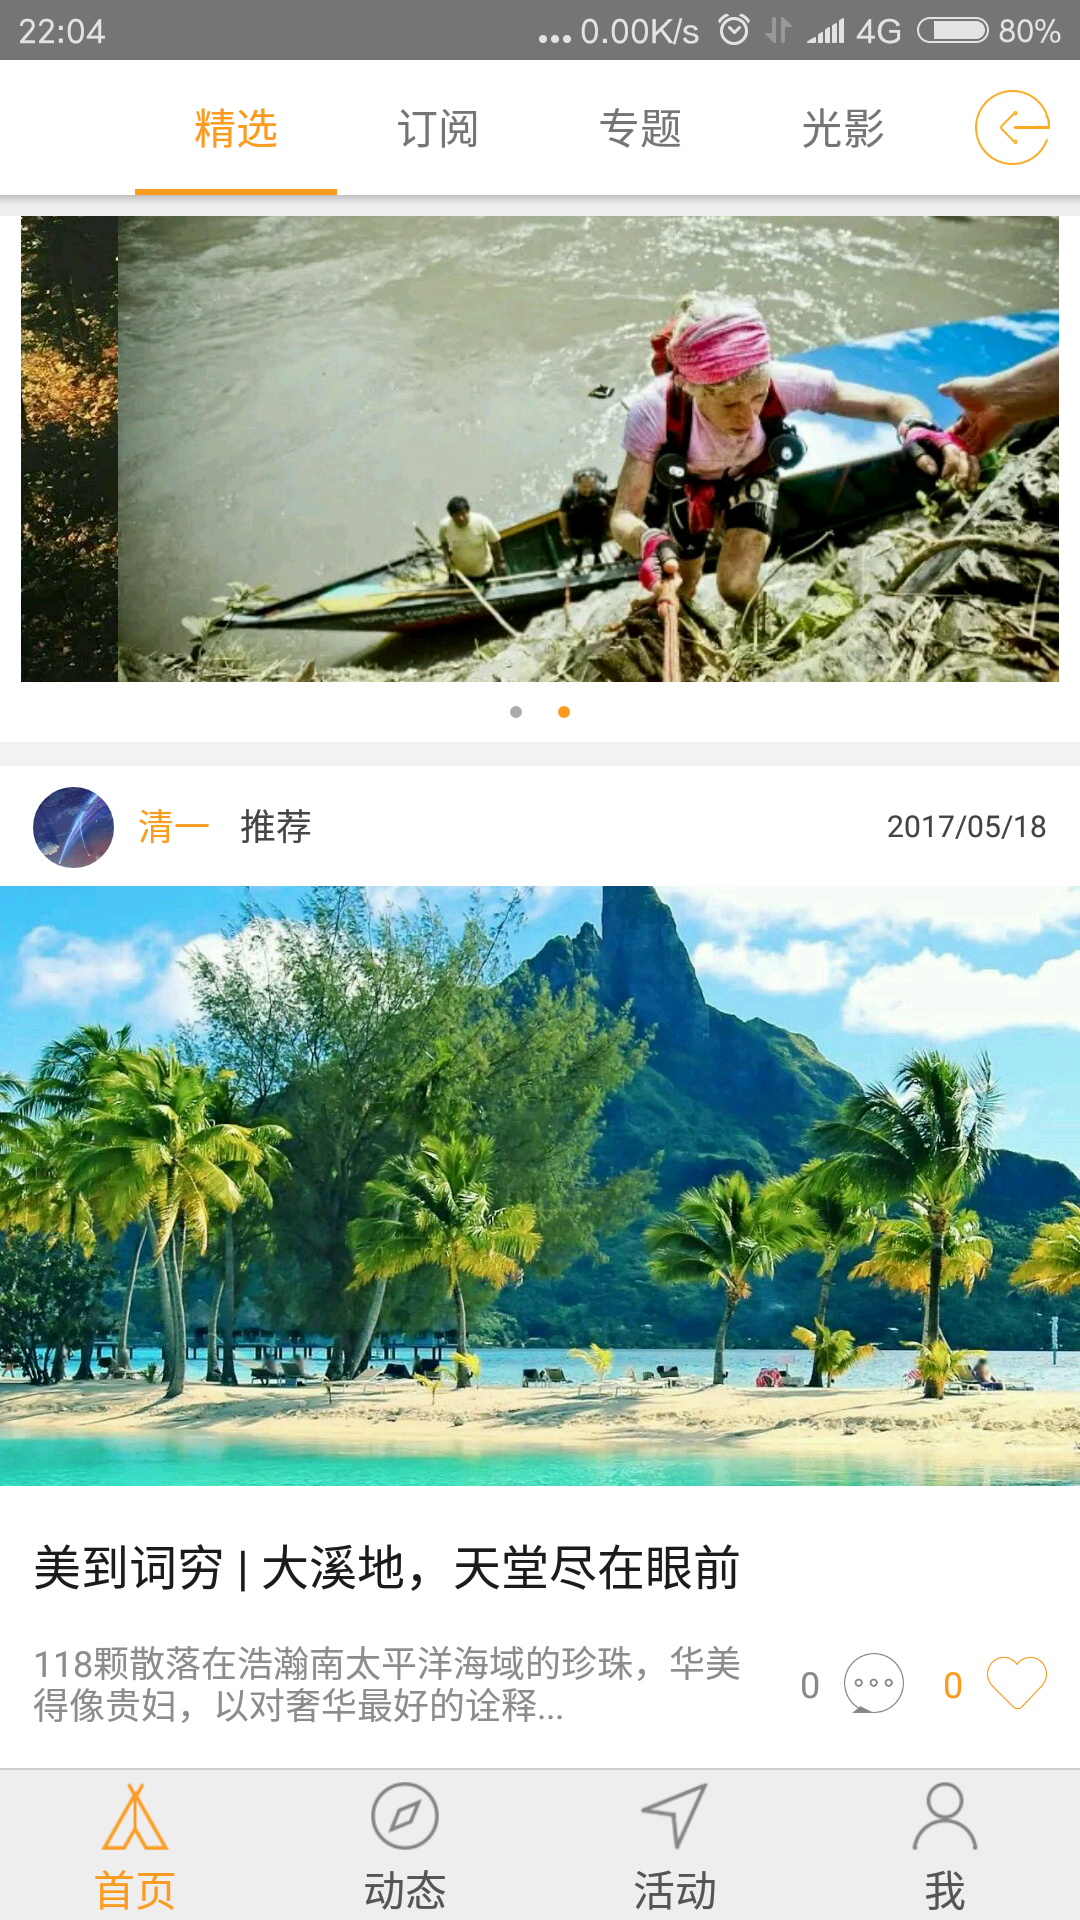 22:04
... 0.00K/s 4G 80%
精选 订阅 专题 光影
清一 推荐 2017/05/18
美到词穷 | 大溪地，天堂尽在眼前
118颗散落在浩瀚南太平洋海域的珍珠，华美
得像贵妇，以对奢华最好的诠释...
0 0
首页 动态 活动 我